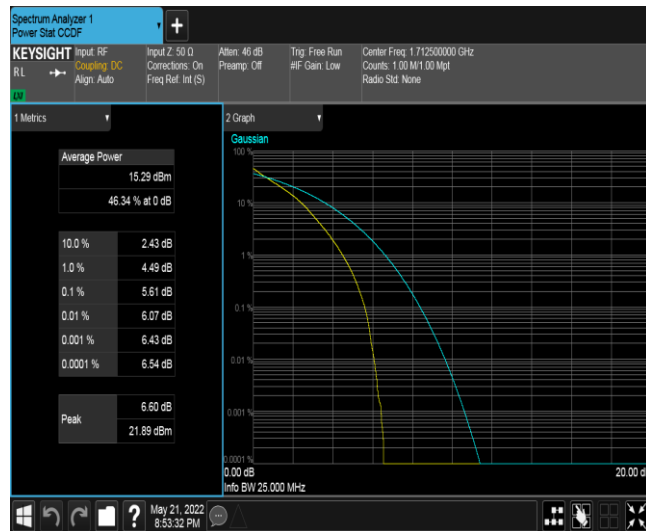 Spectrum Analyzer 1
Power Stat CCDF
+
KEYSIGHT
RL
LXI
Input: RF
Coupling: DC
Align: Auto
Input Z: 50 Ω
Corrections: On
Freq Ref: Int (S)
Atten: 46 dB
Preamp: Off
Trig: Free Run
#IF Gain: Low
Center Freq: 1.712500000 GHz
Counts: 1.00 M/1.00 Mpt
Radio Std: None
1 Metrics
Average Power
15.29 dBm
46.34 % at 0 dB
10.0 % 2.43 dB
1.0 % 4.49 dB
0.1 % 5.61 dB
0.01 % 6.07 dB
0.001 % 6.43 dB
0.0001 % 6.54 dB
Peak
6.60 dB
21.89 dBm
2 Graph
Gaussian
100 %
10 %
1 %
0.1 %
0.01 %
0.001 %
0.0001 %
0.00 dB
20.00 d
Info BW 25.000 MHz
?
May 21, 2022
8:53:32 PM